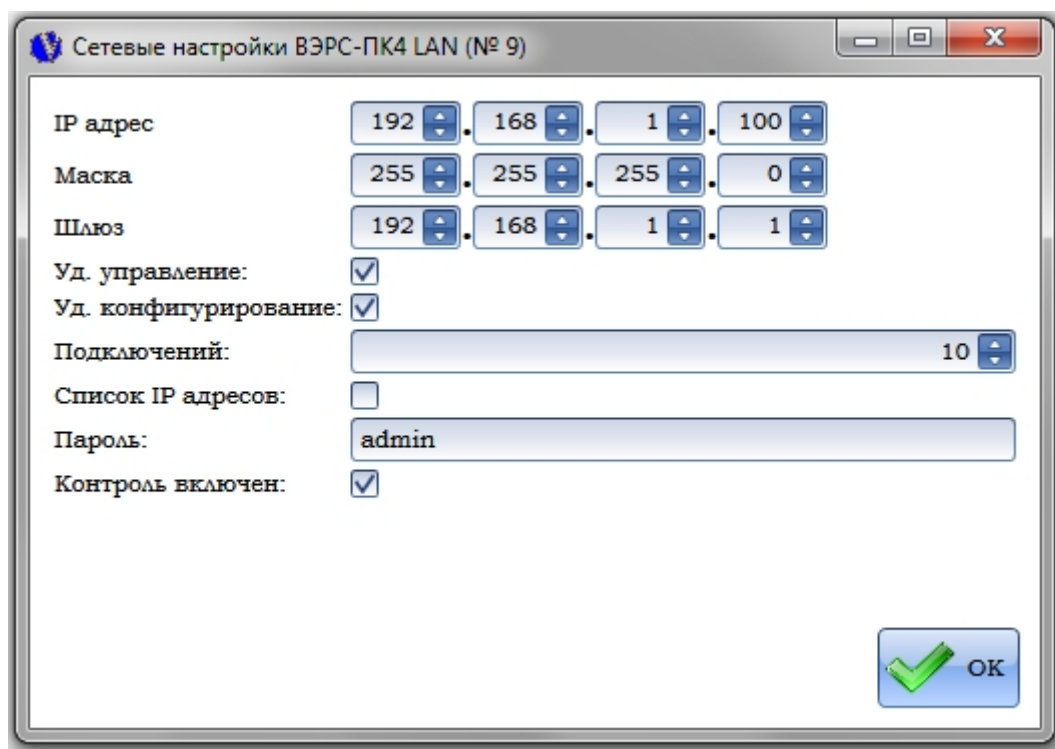 Сетевые настройки ВЭРС-ПК4 LAN (№ 9)
IP адрес 192 . 168 . 1 . 100
Маска 255 . 255 . 255 . 0
Шлюз 192 . 168 . 1 . 1
Уд. управление:
Уд. конфигурирование:
Подключений: 10
Список IP адресов:
Пароль: admin
Контроль включен:
OK